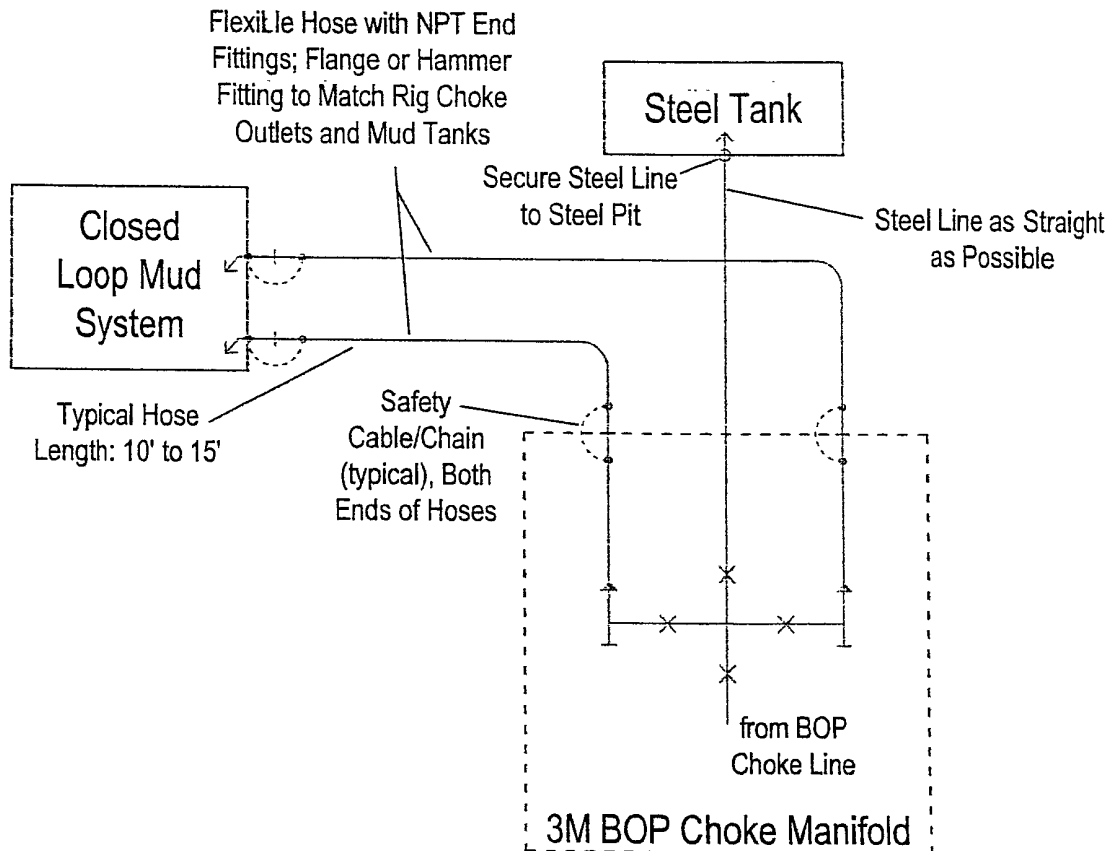 FlexiLle Hose with NPT End
Fittings; Flange or Hammer
Fitting to Match Rig Choke
Outlets and Mud Tanks
Steel Tank
Secure Steel Line
to Steel Pit
Steel Line as Straight
as Possible
Closed
Loop Mud
System
Typical Hose
Length: 10' to 15'
Safety
Cable/Chain
(typical), Both
Ends of Hoses
from BOP
Choke Line
3M BOP Choke Manifold